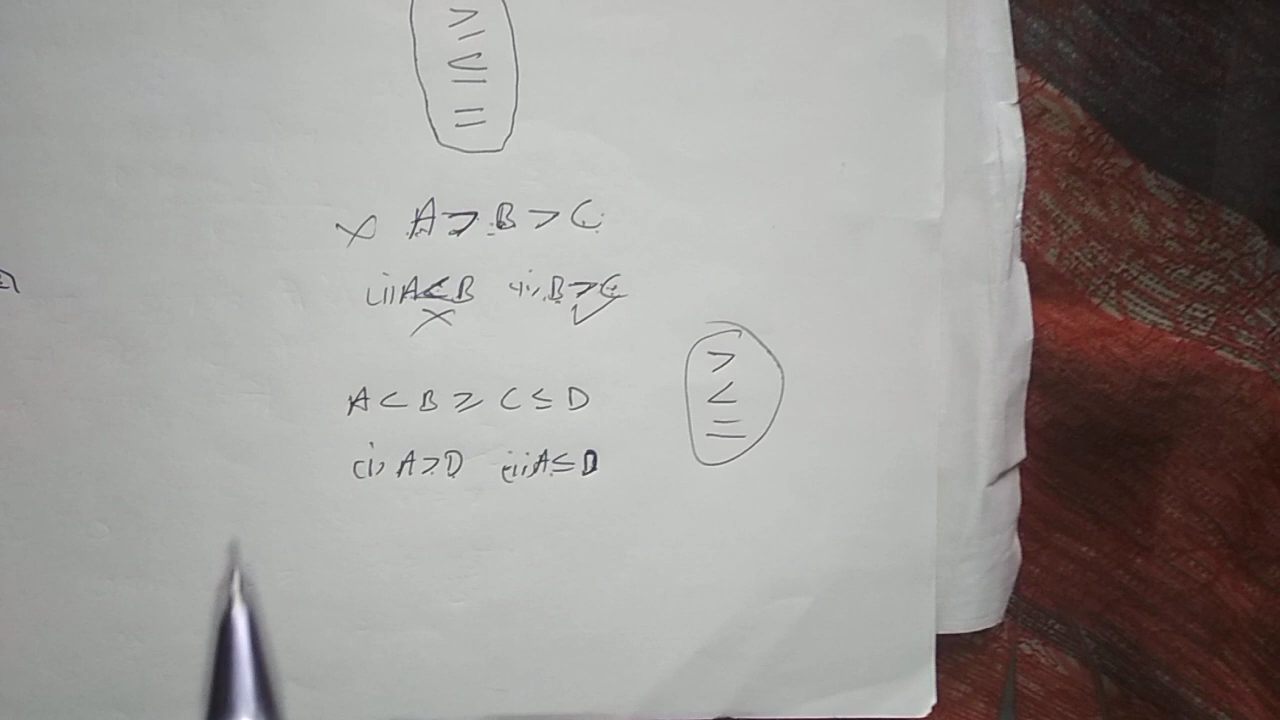 >
—
≤
=
× A > B > C
(i) A < B (ii) B > C
× ✓
A < B ≥ C ≤ D
>
<
=
(i) A > D (ii) A ≤ D